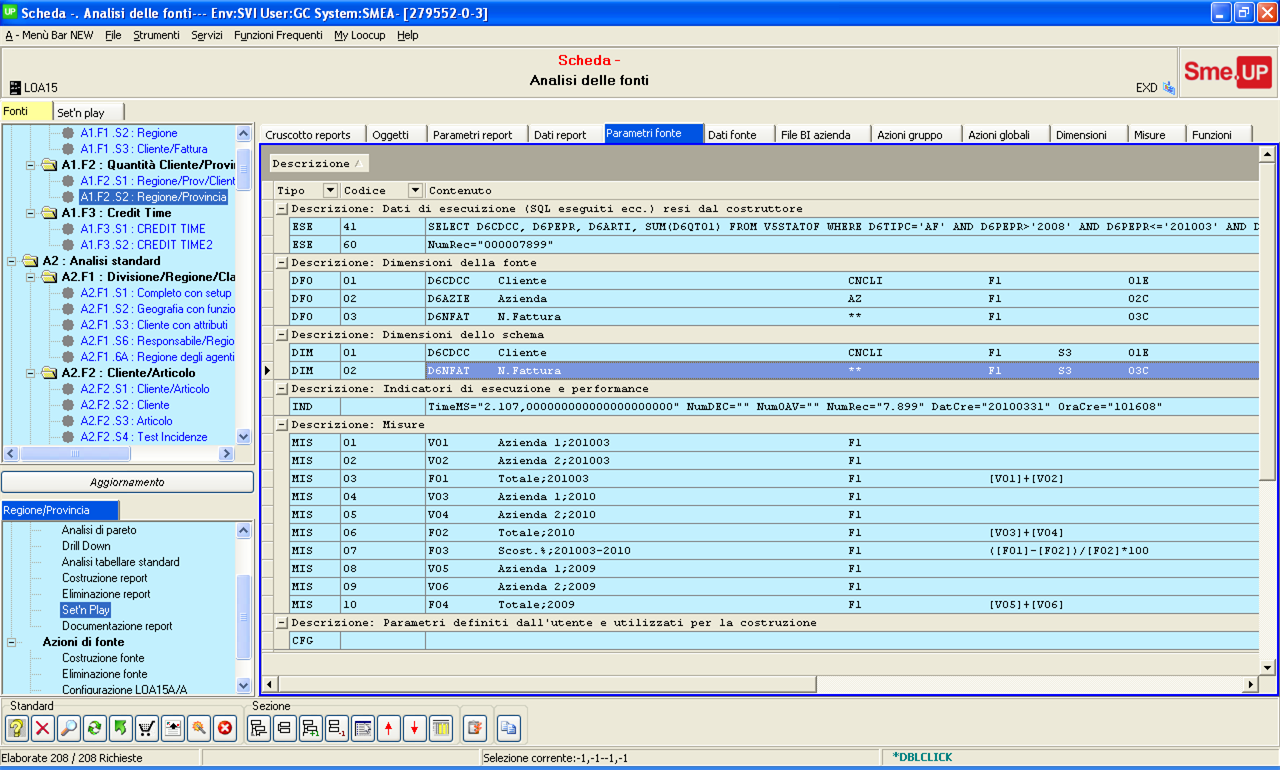 UP Scheda -. Analisi delle fonti--- Env:SVI User:GC System:SMEA- [279552-0-3]
A - Menù Bar NEW File Strumenti Servizi Funzioni Frequenti My Loocup Help
Scheda -
Analisi delle fonti
LOA15
EXD
Sme.UP
Fonti Set'n play
A1.F1 .S2 : Regione
A1.F1 .S3 : Cliente/Fattura
A1.F2 : Quantità Cliente/Provi
A1.F2 .S1 : Regione/Prov/Client
A1.F2 .S2 : Regione/Provincia
A1.F3 : Credit Time
A1.F3 .S1 : CREDIT TIME
A1.F3 .S2 : CREDIT TIME2
A2 : Analisi standard
A2.F1 : Divisione/Regione/Cla
A2.F1 .S1 : Completo con setup
A2.F1 .S2 : Geografia con funzio
A2.F1 .S3 : Cliente con attributi
A2.F1 .S6 : Responsabile/Regio
A2.F1 .6A : Regione degli agenti
A2.F2 : Cliente/Articolo
A2.F2 .S1 : Cliente/Articolo
A2.F2 .S2 : Cliente
A2.F2 .S3 : Articolo
A2.F2 .S4 : Test Incidenze
Aggiornamento
Regione/Provincia
Analisi di pareto
Drill Down
Analisi tabellare standard
Costruzione report
Eliminazione report
Set'n Play
Documentazione report
Azioni di fonte
Costruzione fonte
Eliminazione fonte
Configurazione LOA15A/A
Cruscotto reports Oggetti Parametri report Dati report Parametri fonte Dati fonte File BI azienda Azioni gruppo Azioni globali Dimensioni Misure Funzioni
Descrizione
Tipo Codice Contenuto
Descrizione: Dati di esecuizione (SQL eseguiti ecc.) resi dal costruttore
ESE 41 SELECT D6CDCC, D6PEPR, D6ARTI, SUM(D6QT01) FROM V5STATOF WHERE D6TIPC='AF' AND D6PEPR>'2008' AND D6PEPR<='201003' AND D
ESE 60 NumRec="000007899"
Descrizione: Dimensioni della fonte
DFO 01 D6CDCC Cliente CNCLI F1 01E
DFO 02 D6AZIE Azienda AZ F1 02C
DFO 03 D6NFAT N.Fattura ** F1 03C
Descrizione: Dimensioni dello schema
DIM 01 D6CDCC Cliente CNCLI F1 S3 01E
DIM 02 D6NFAT N.Fattura ** F1 S3 03C
Descrizione: Indicatori di esecuzione e performance
IND TimeMS="2.107,000000000000000000000" NumDEC="" NumOAV="" NumRec="7.899" DatCre="20100331" OraCre="101608"
Descrizione: Misure
MIS 01 V01 Azienda 1;201003 F1
MIS 02 V02 Azienda 2;201003 F1
MIS 03 F01 Totale;201003 F1 [V01]+[V02]
MIS 04 V03 Azienda 1;2010 F1
MIS 05 V04 Azienda 2;2010 F1
MIS 06 F02 Totale;2010 F1 [V03]+[V04]
MIS 07 F03 Scost.%;201003-2010 F1 ([F01]-[F02])/[F02]*100
MIS 08 V05 Azienda 1;2009 F1
MIS 09 V06 Azienda 2;2009 F1
MIS 10 F04 Totale;2009 F1 [V05]+[V06]
Descrizione: Parametri definiti dall'utente e utilizzati per la costruzione
CFG
Standard Sezione
Elaborate 208 / 208 Richieste Selezione corrente:-1,-1--1,-1 *DBLCLICK